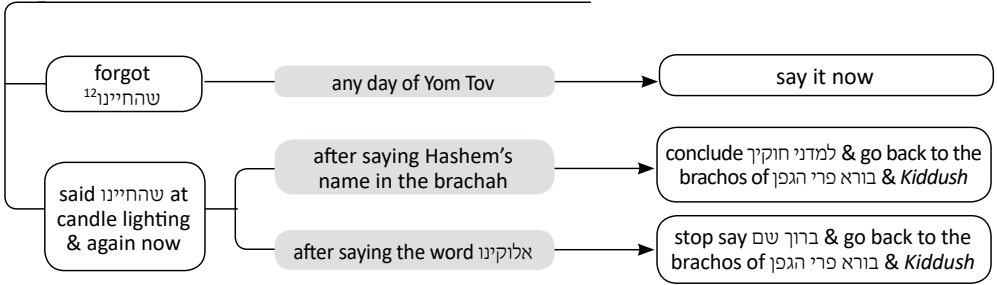 forgot
שהחיינו12
any day of Yom Tov
say it now
said שהחיינו at
candle lighting
& again now
after saying Hashem's
name in the brachah
conclude למדני חוקיך & go back to the
brachos of בורא פרי הגפן & Kiddush
after saying the word אלוקינו
stop say ברוך שם & go back to the
brachos of בורא פרי הגפן & Kiddush